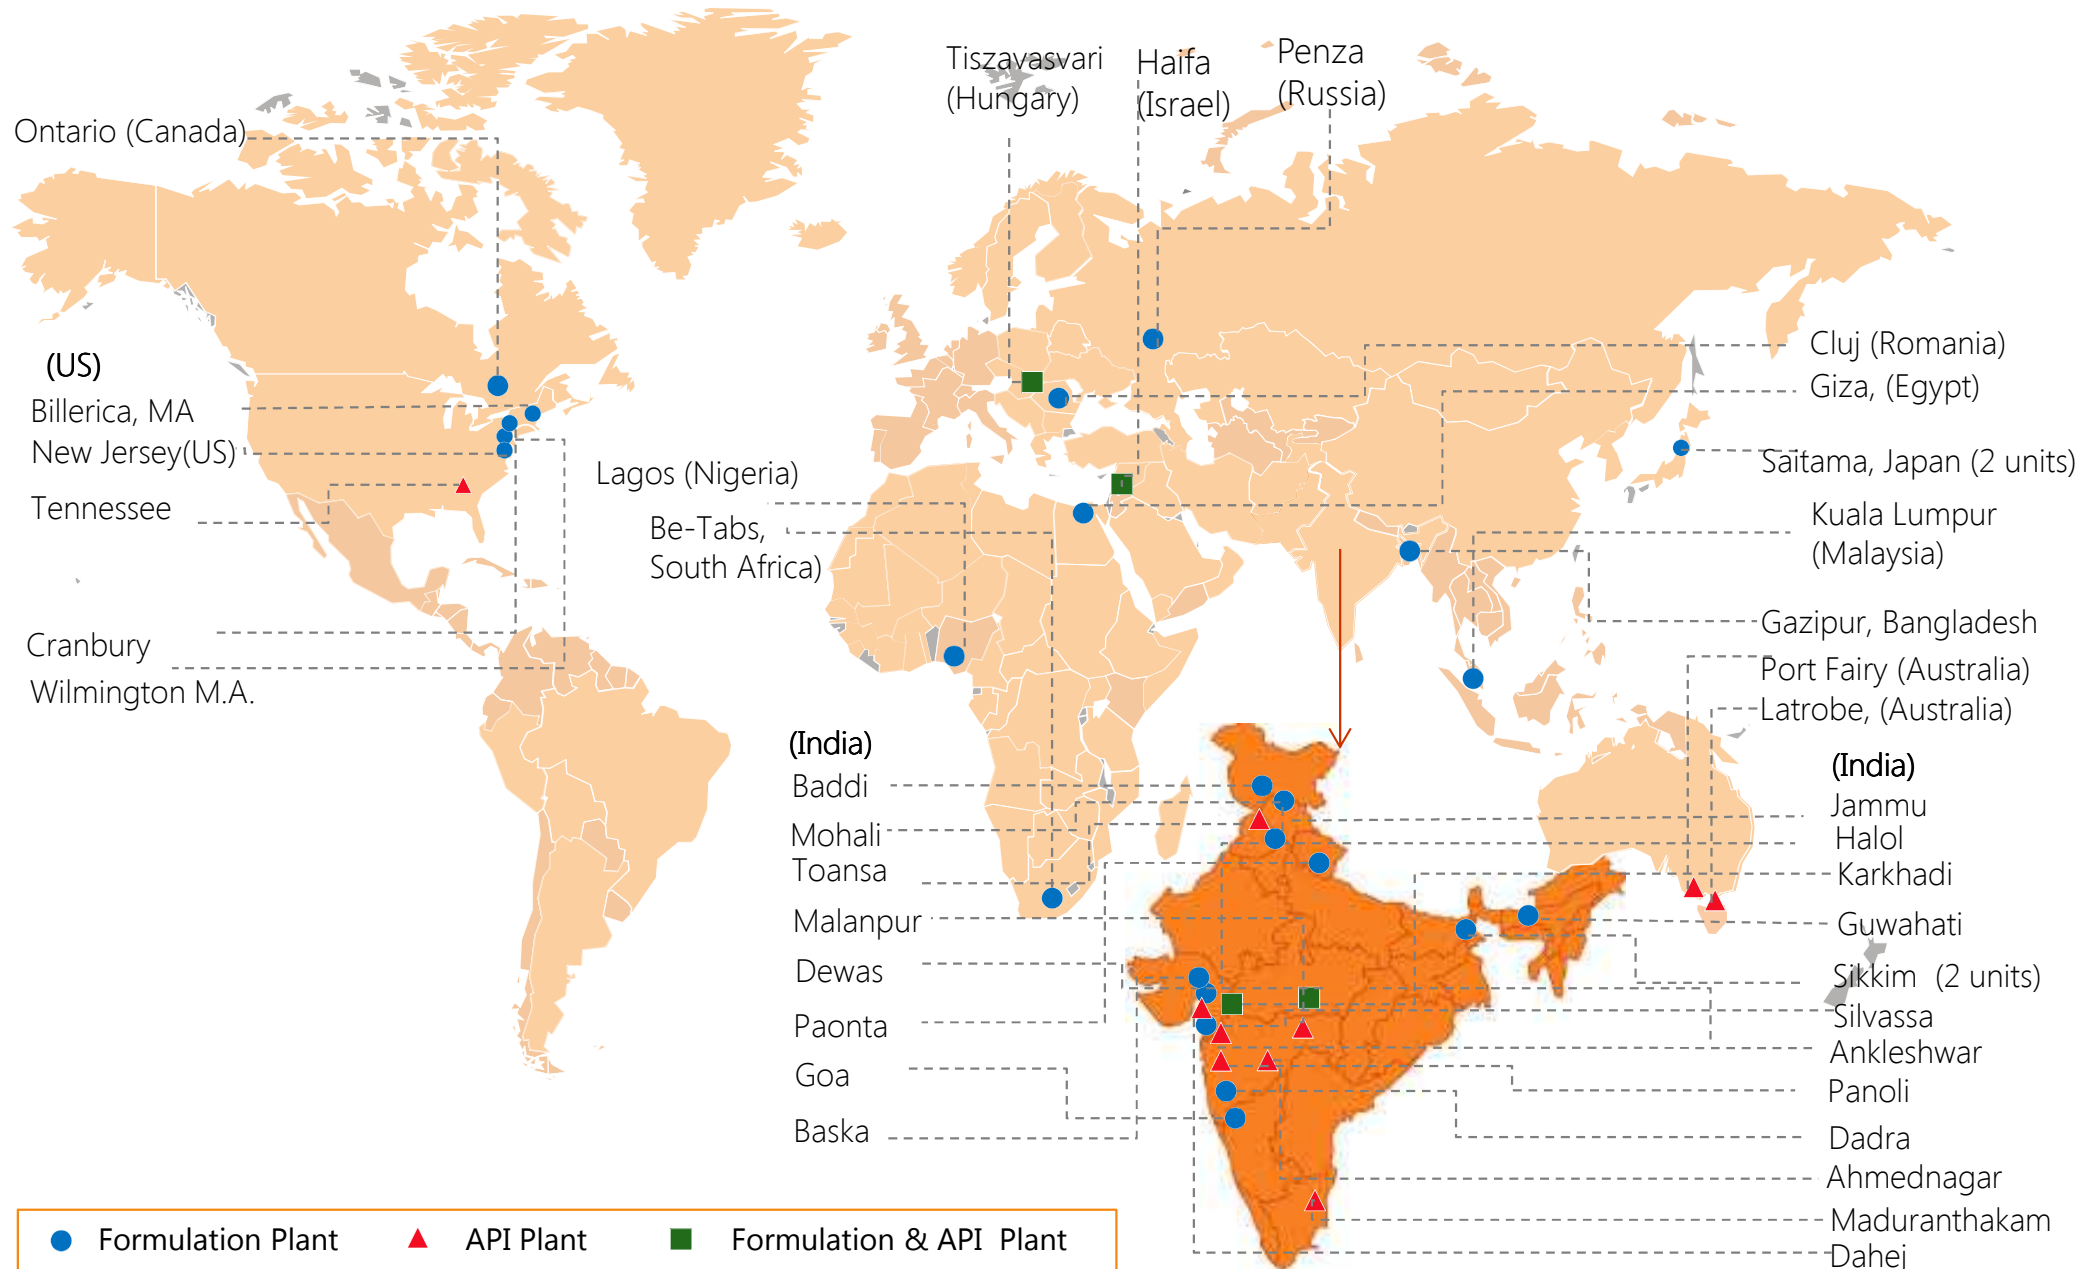 Tiszavasvari
(Hungary)
Haifa
(Israel)
Penza
(Russia)
Ontario (Canada)
(US)
Billerica, MA
New Jersey(US)
Tennessee
Cranbury
Wilmington M.A.
Lagos (Nigeria)
Be-Tabs,
South Africa)
Cluj (Romania)
Giza, (Egypt)
Saitama, Japan (2 units)
Kuala Lumpur
(Malaysia)
Gazipur, Bangladesh
Port Fairy (Australia)
Latrobe, (Australia)
(India)
Baddi
Mohali
Toansa
Malanpur
Dewas
Paonta
Goa
Baska
(India)
Jammu
Halol
Karkhadi
Guwahati
Sikkim (2 units)
Silvassa
Ankleshwar
Panoli
Dadra
Ahmednagar
Maduranthakam
Dahej
Formulation Plant
API Plant
Formulation & API Plant